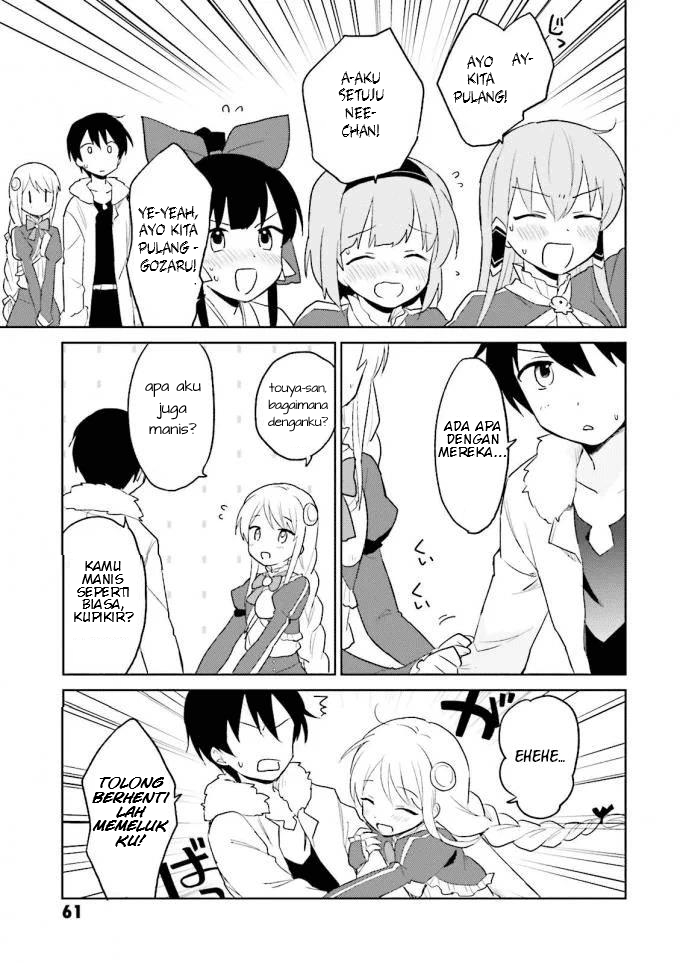 AY-
AYO
KITA
PULANG!
A-AKU
SETUJU
NEE-
CHAN!
YE-YEAH,
AYO KITA
PULANG -
GOZARU!
じっ
ADA APA
DENGAN
MEREKA...
touya-san,
bagaimana
denganku?
apa aku
juga
manis?
KAMU
MANIS
SEPERTI
BIASA,
KUPIKIR?
EHEHE...
TOLONG
BERHENTI
LAH
MEMELUK
KU!
61